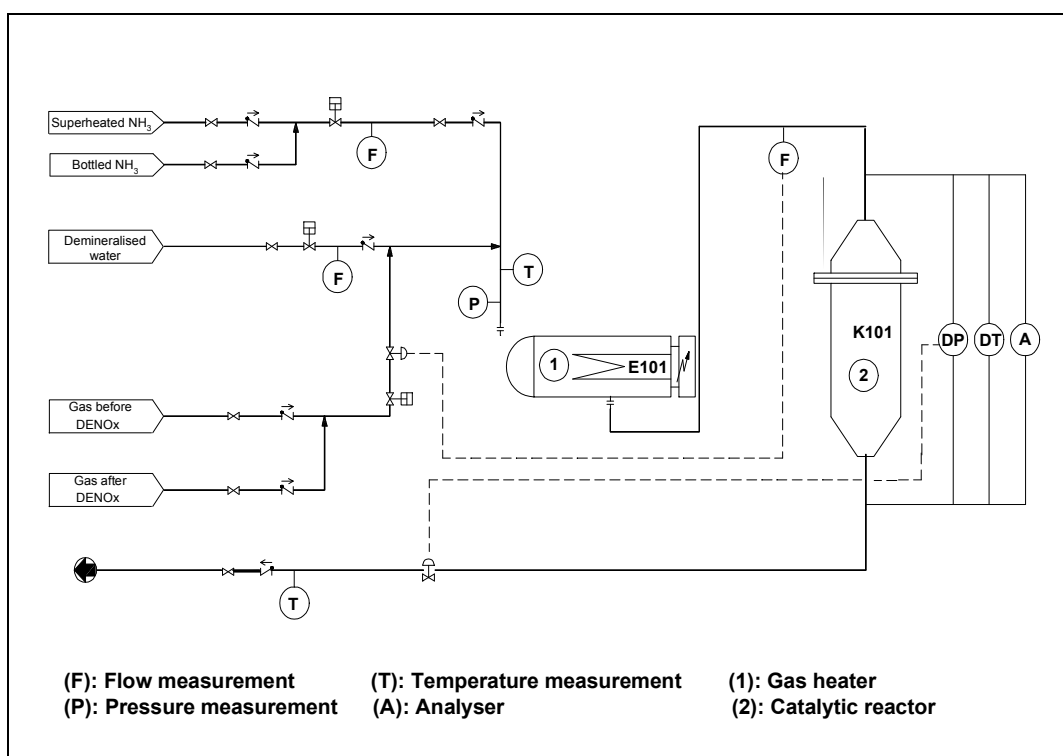 Superheated NH3
F
Bottled NH3
F
Demineralised
water
F
T
P
K101
1
E101
DP
DT
A
2
Gas before
DENOx
Gas after
DENOx
T
(F): Flow measurement (T): Temperature measurement (1): Gas heater
(P): Pressure measurement (A): Analyser (2): Catalytic reactor